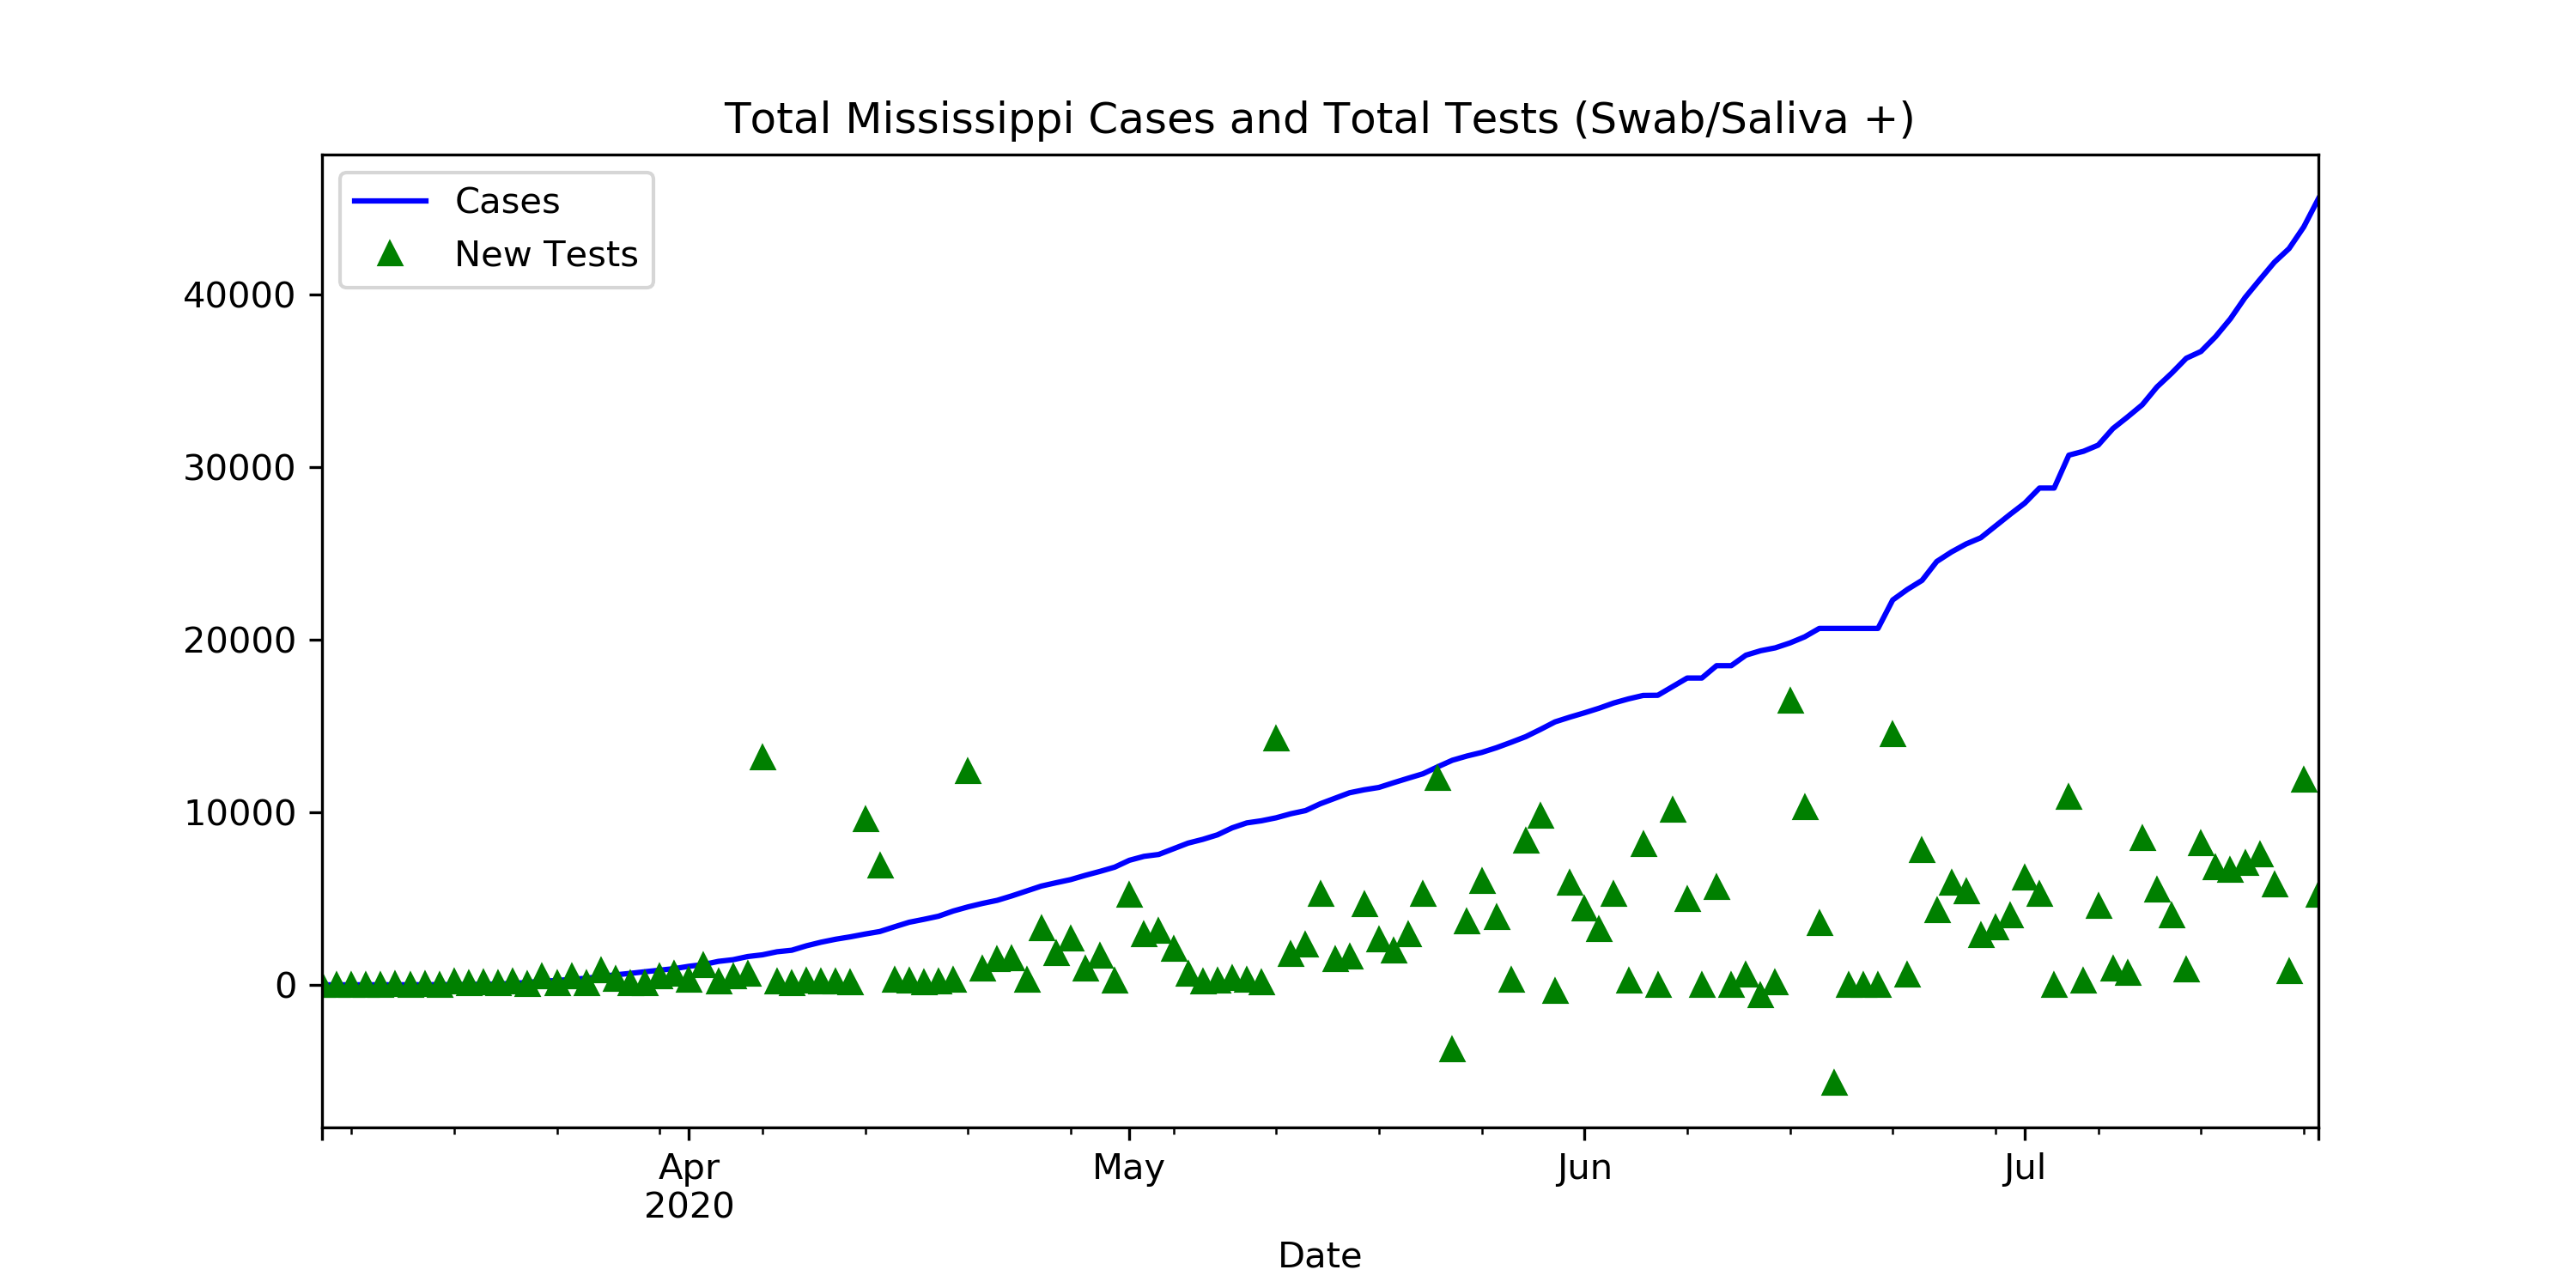 Total Mississippi Cases and Total Tests (Swab/Saliva +)
Cases
New Tests
40000
30000
20000
10000
0
Apr
2020
May
Jun
Jul
Date